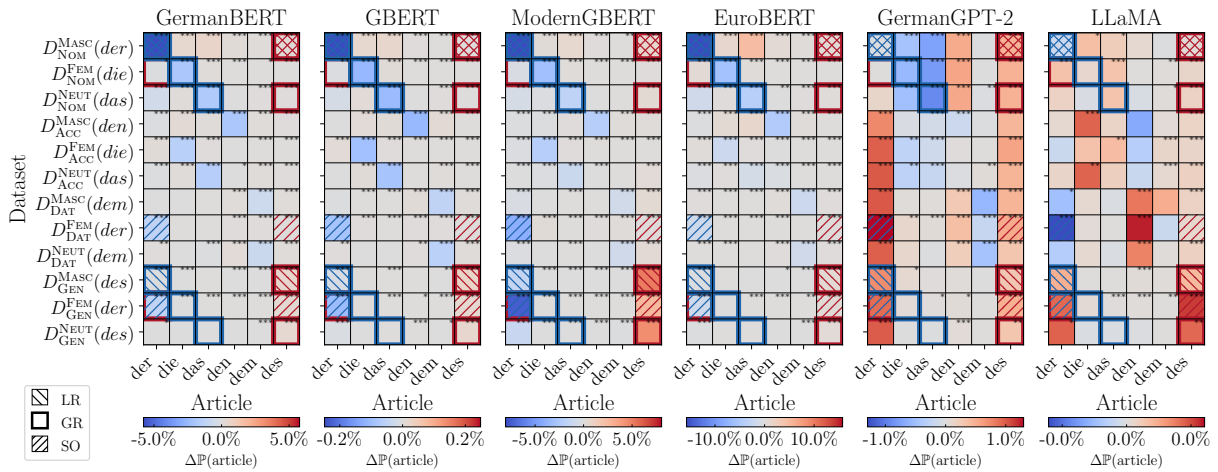 GermanBERT GBERT ModernGBERT EuroBERT GermanGPT-2 LLaMA
Dataset
D^MASC_NOM(der)
D^FEM_NOM(die)
D^NEUT_NOM(das)
D^MASC_ACC(den)
D^FEM_ACC(die)
D^NEUT_ACC(das)
D^MASC_DAT(dem)
D^FEM_DAT(der)
D^NEUT_DAT(dem)
D^MASC_GEN(des)
D^FEM_GEN(der)
D^NEUT_GEN(des)
der die das den dem des der die das den dem des der die das den dem des der die das den dem des der die das den dem des der die das den dem des
Article Article Article Article Article Article
LR
GR
SO
-5.0% 0.0% 5.0% -0.2% 0.0% 0.2% -5.0% 0.0% 5.0% -10.0% 0.0% 10.0% -1.0% 0.0% 1.0% -0.0% 0.0% 0.0%
Δℙ(article) Δℙ(article) Δℙ(article) Δℙ(article) Δℙ(article) Δℙ(article)